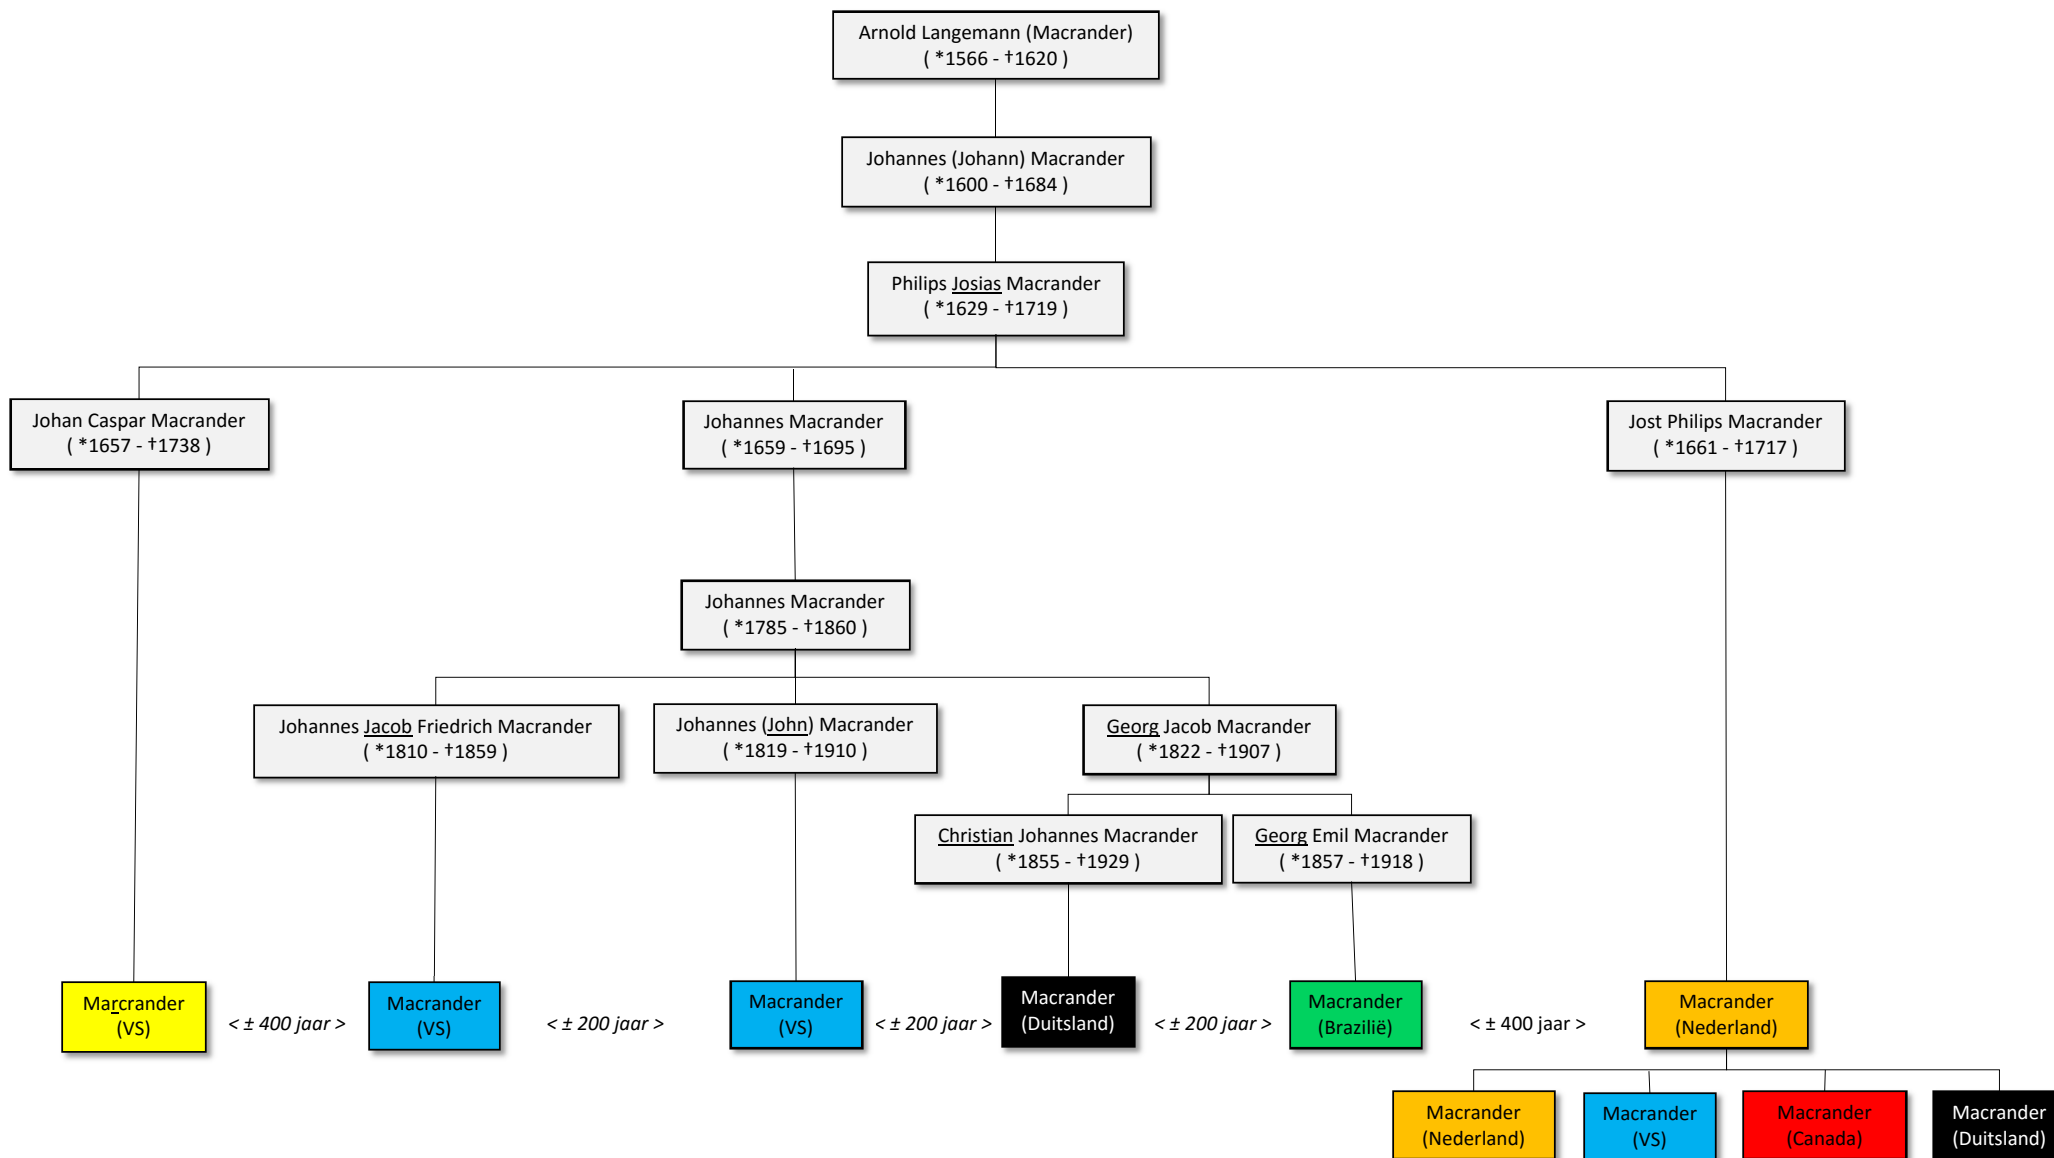 Arnold Langemann (Macrander)
( *1566 - †1620 )
Johannes (Johann) Macrander
( *1600 - †1684 )
Philips Josias Macrander
( *1629 - †1719 )
Johan Caspar Macrander
( *1657 - †1738 )
Johannes Macrander
( *1659 - †1695 )
Jost Philips Macrander
( *1661 - †1717 )
Johannes Macrander
( *1785 - †1860 )
Johannes Jacob Friedrich Macrander
( *1810 - †1859 )
Johannes (John) Macrander
( *1819 - †1910 )
Georg Jacob Macrander
( *1822 - †1907 )
Christian Johannes Macrander
( *1855 - †1929 )
Georg Emil Macrander
( *1857 - †1918 )
Marcrander
(VS)
< ± 400 jaar >
Macrander
(VS)
< ± 200 jaar >
Macrander
(VS)
< ± 200 jaar >
Macrander
(Duitsland)
< ± 200 jaar >
Macrander
(Brazilië)
< ± 400 jaar >
Macrander
(Nederland)
Macrander
(Nederland)
Macrander
(VS)
Macrander
(Canada)
Macrander
(Duitsland)